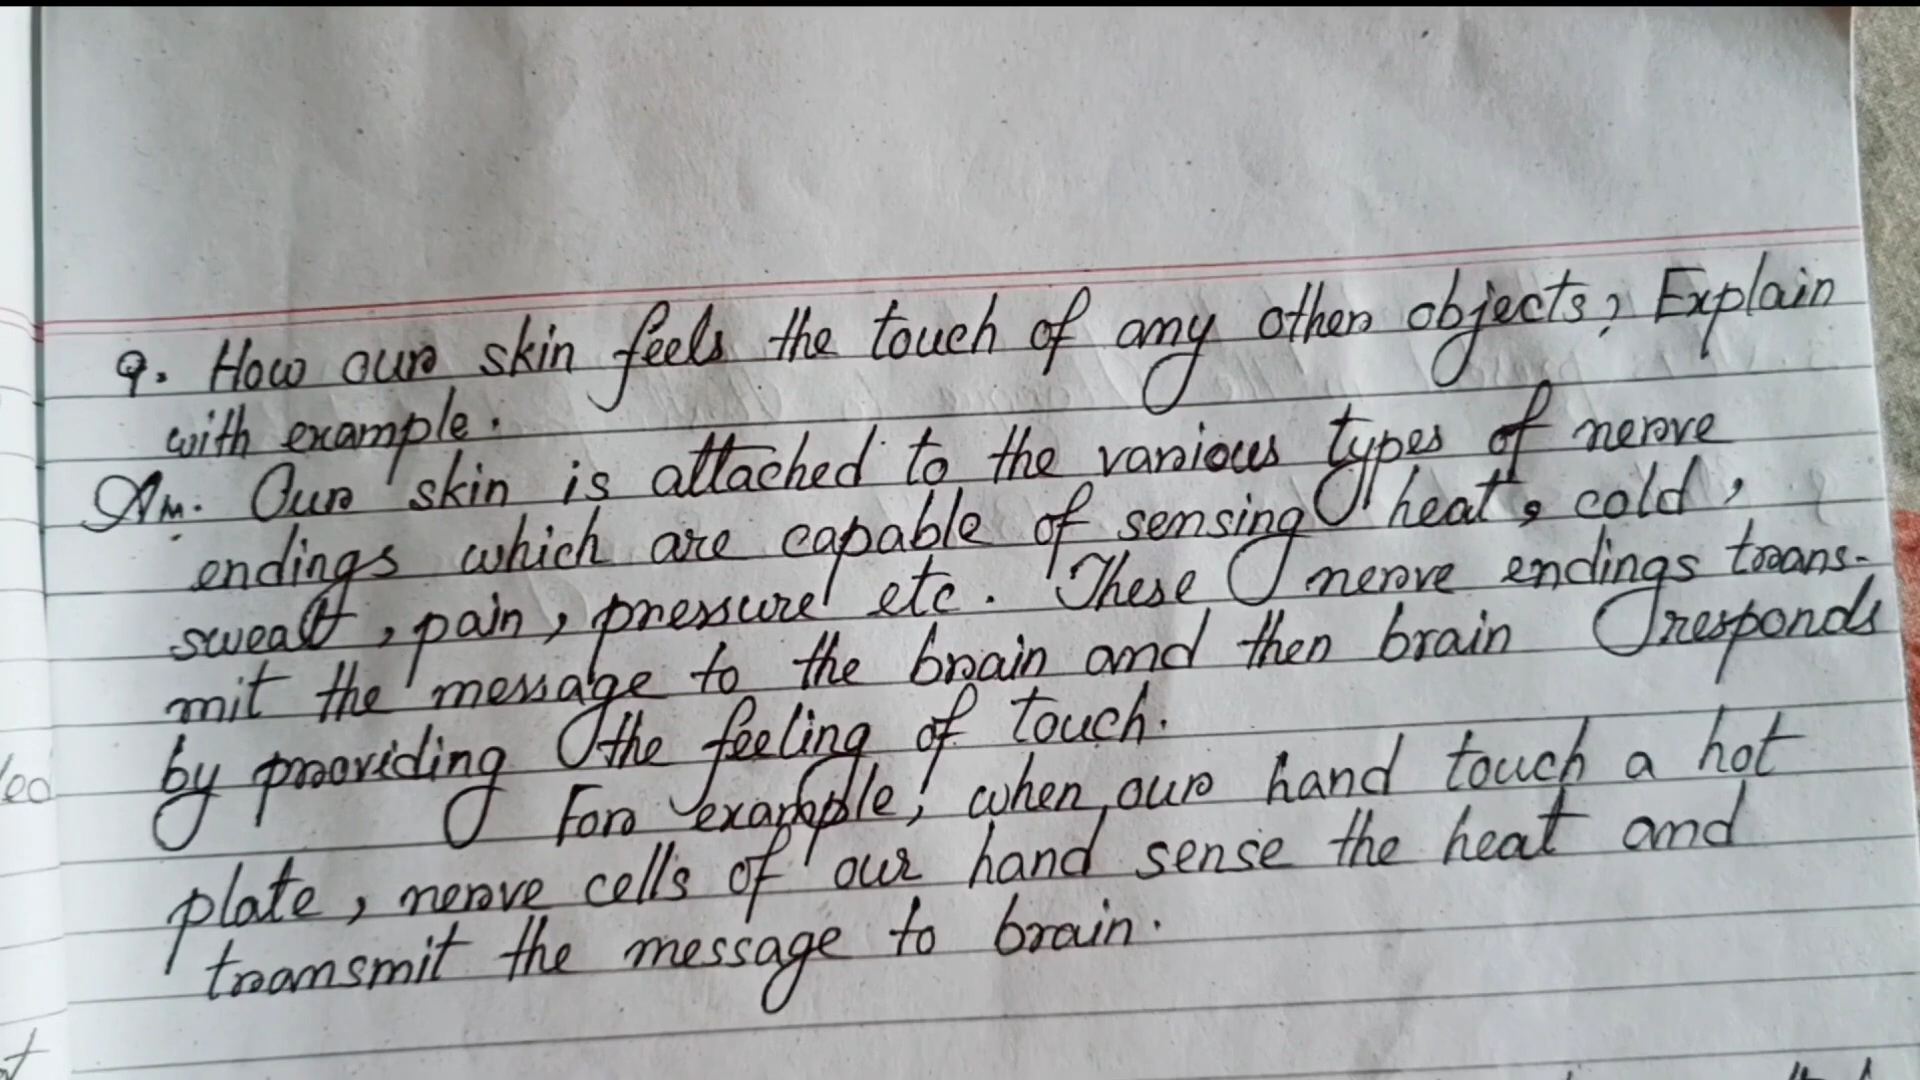 Q. How our skin feels the touch of any other objects? Explain
with example.
Ans. Our skin is attached to the various types of nerve
endings which are capable of sensing heat, cold,
sweat, pain, pressure etc. These nerve endings trans-
mit the message to the brain and then brain responds
by providing the feeling of touch.
For example, when our hand touch a hot
plate, nerve cells of our hand sense the heat and
transmit the message to brain.